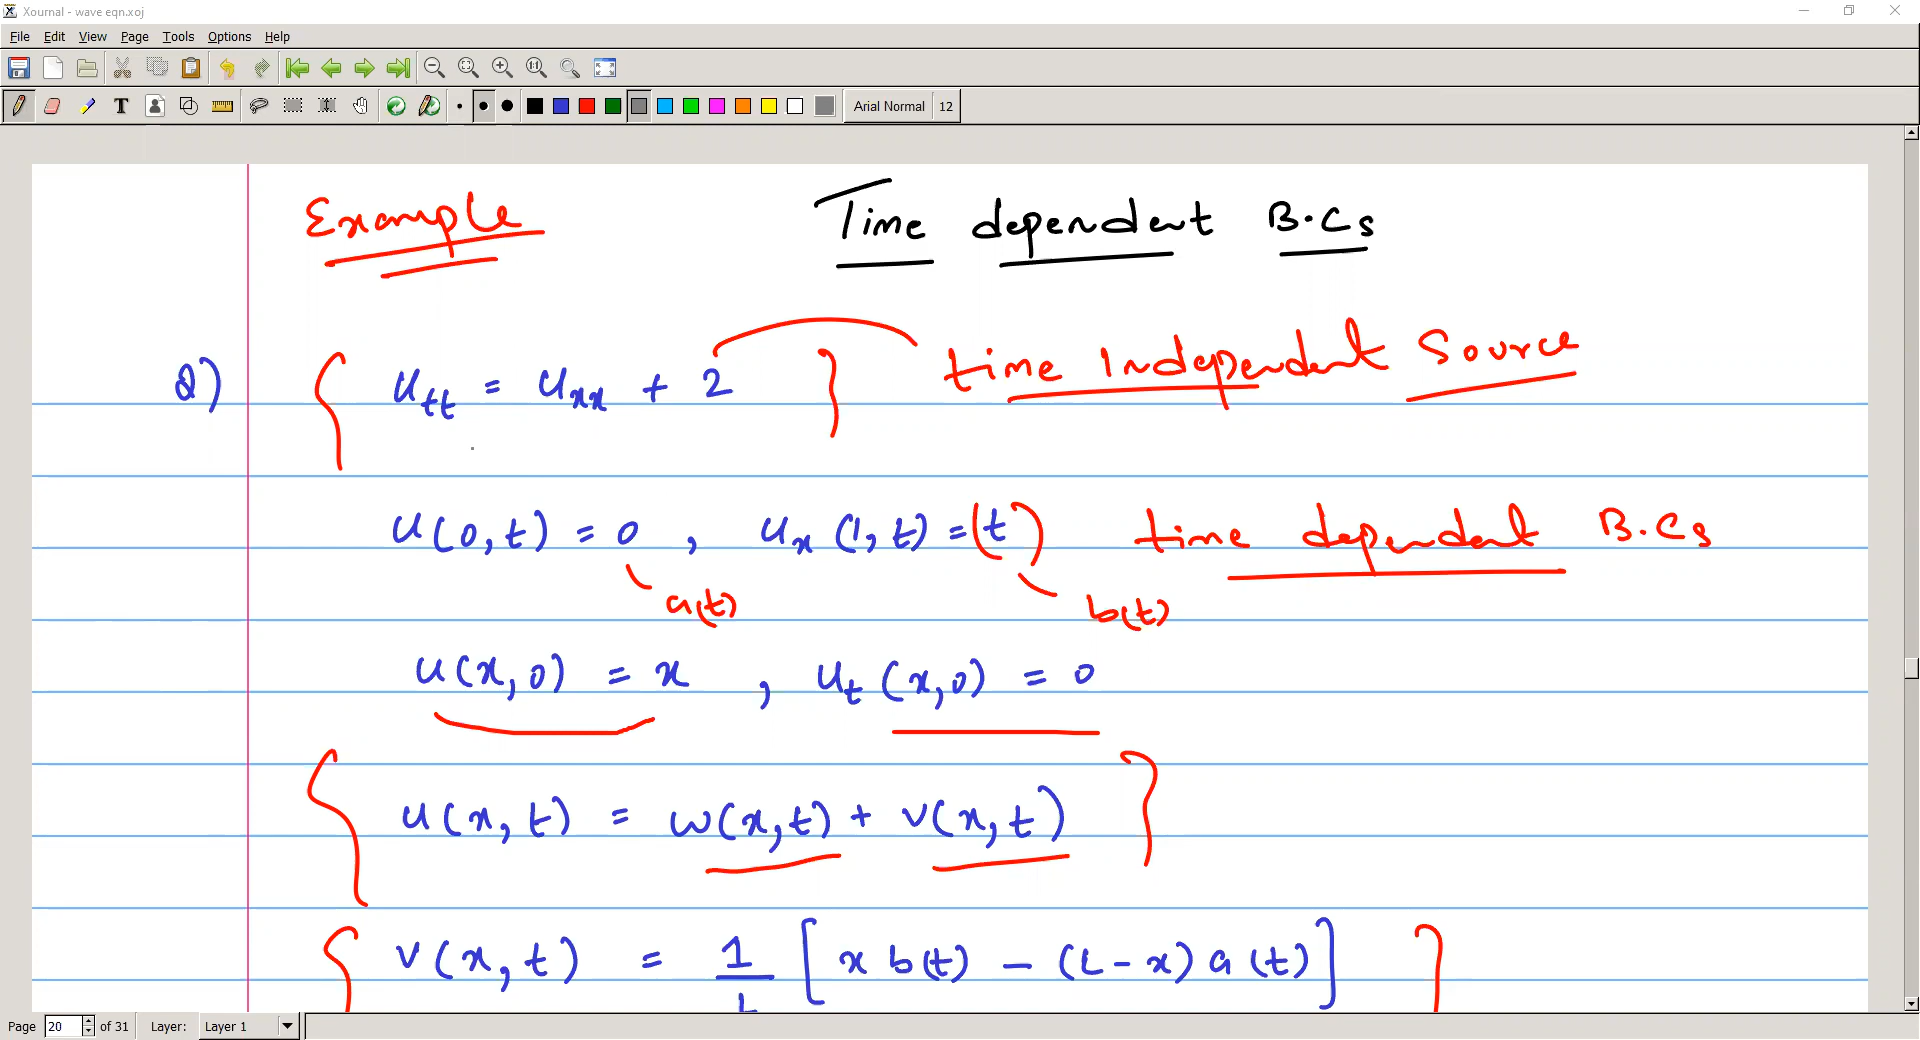 Xournal - wave eqn.xoj
File Edit View Page Tools Options Help
Arial Normal 12
Example Time dependent B.Cs
Q) u_tt = u_xx + 2 time Independent Source
u(0,t) = 0 , u_x (1,t) = (t) time dependent B.Cs
a(t) b(t)
u(x,0) = x , u_t (x,0) = 0
u(x,t) = w(x,t) + v(x,t)
v(x,t) = 1/L [x b(t) - (L-x) a(t)]
Page 20 of 31 Layer: Layer 1